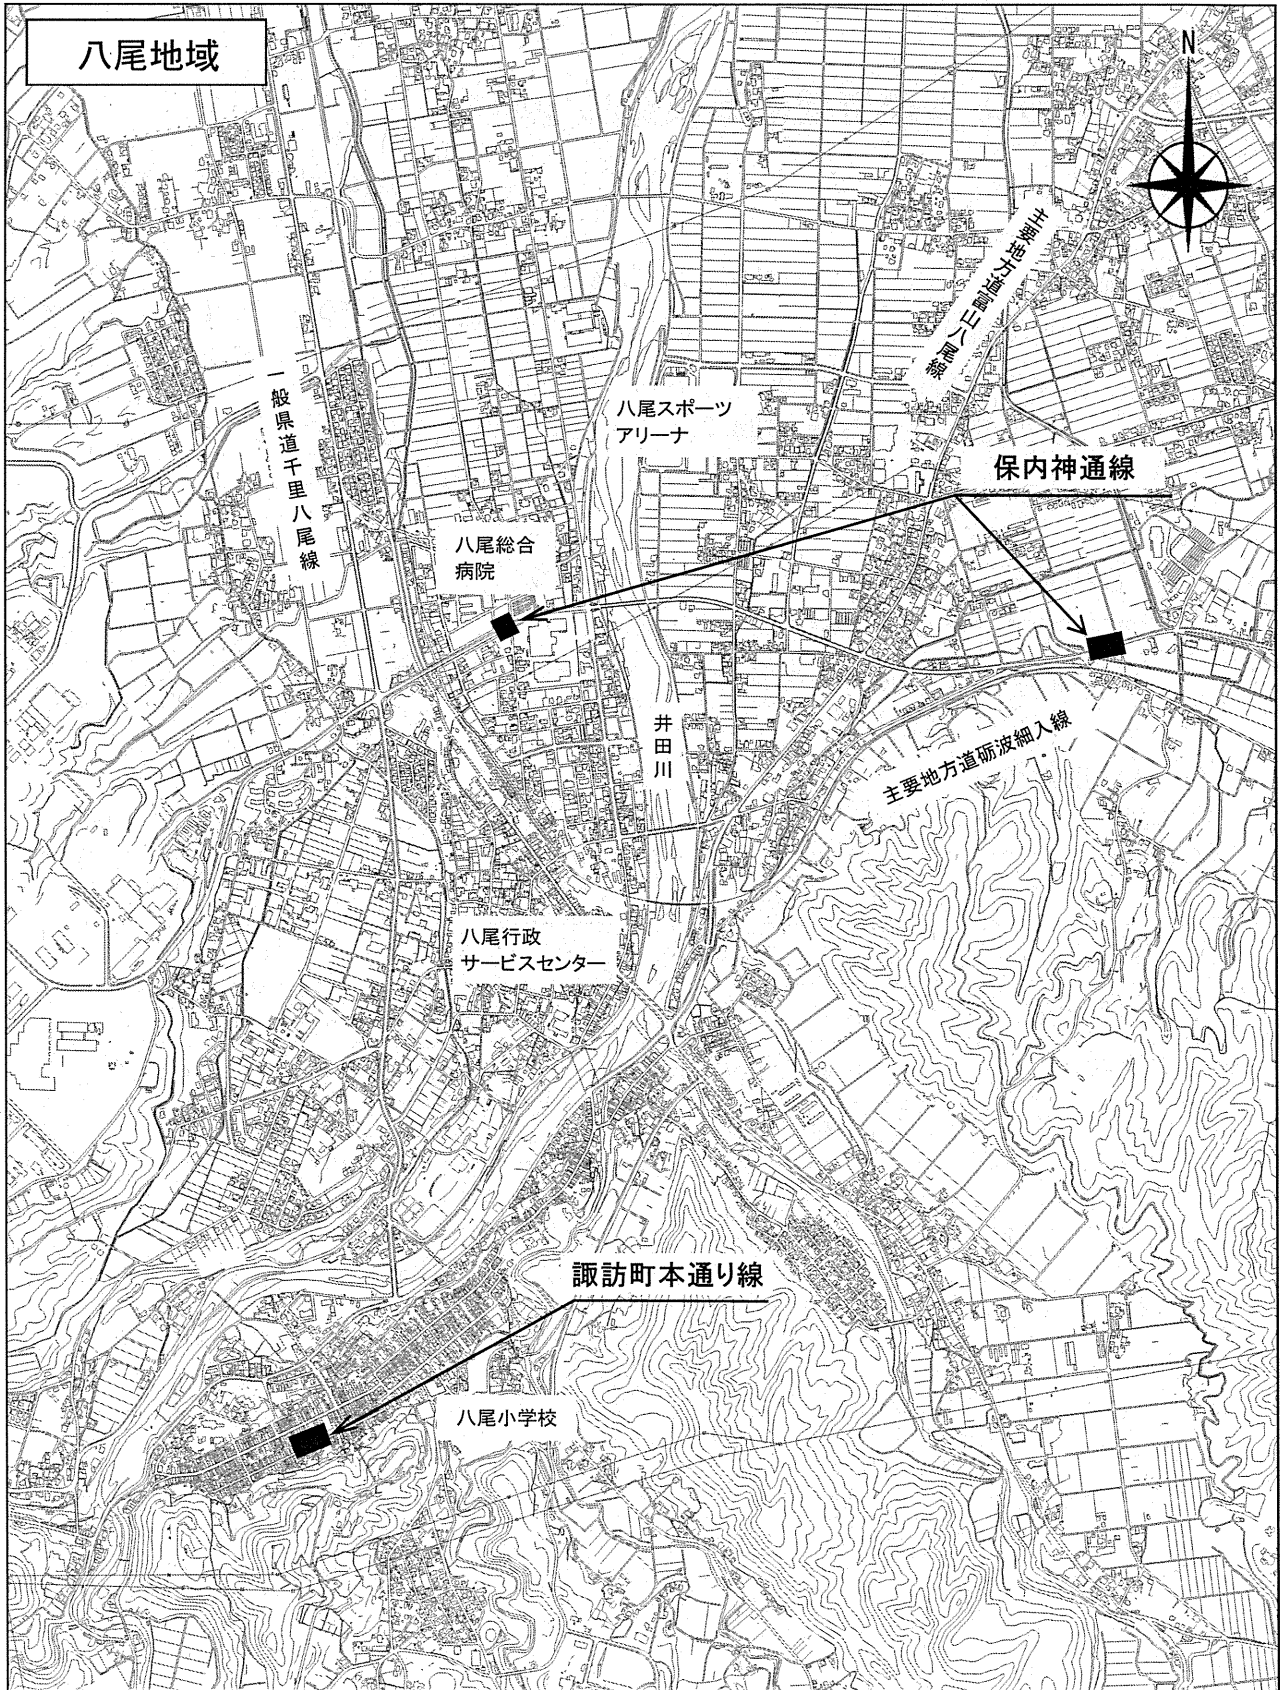 八尾地域
N
主要地方道富山八尾線
一般県道千里八尾線
八尾スポーツ
アリーナ
保内神通線
八尾総合
病院
井田川
主要地方道砺波細入線
八尾行政
サービスセンター
諏訪町本通り線
八尾小学校